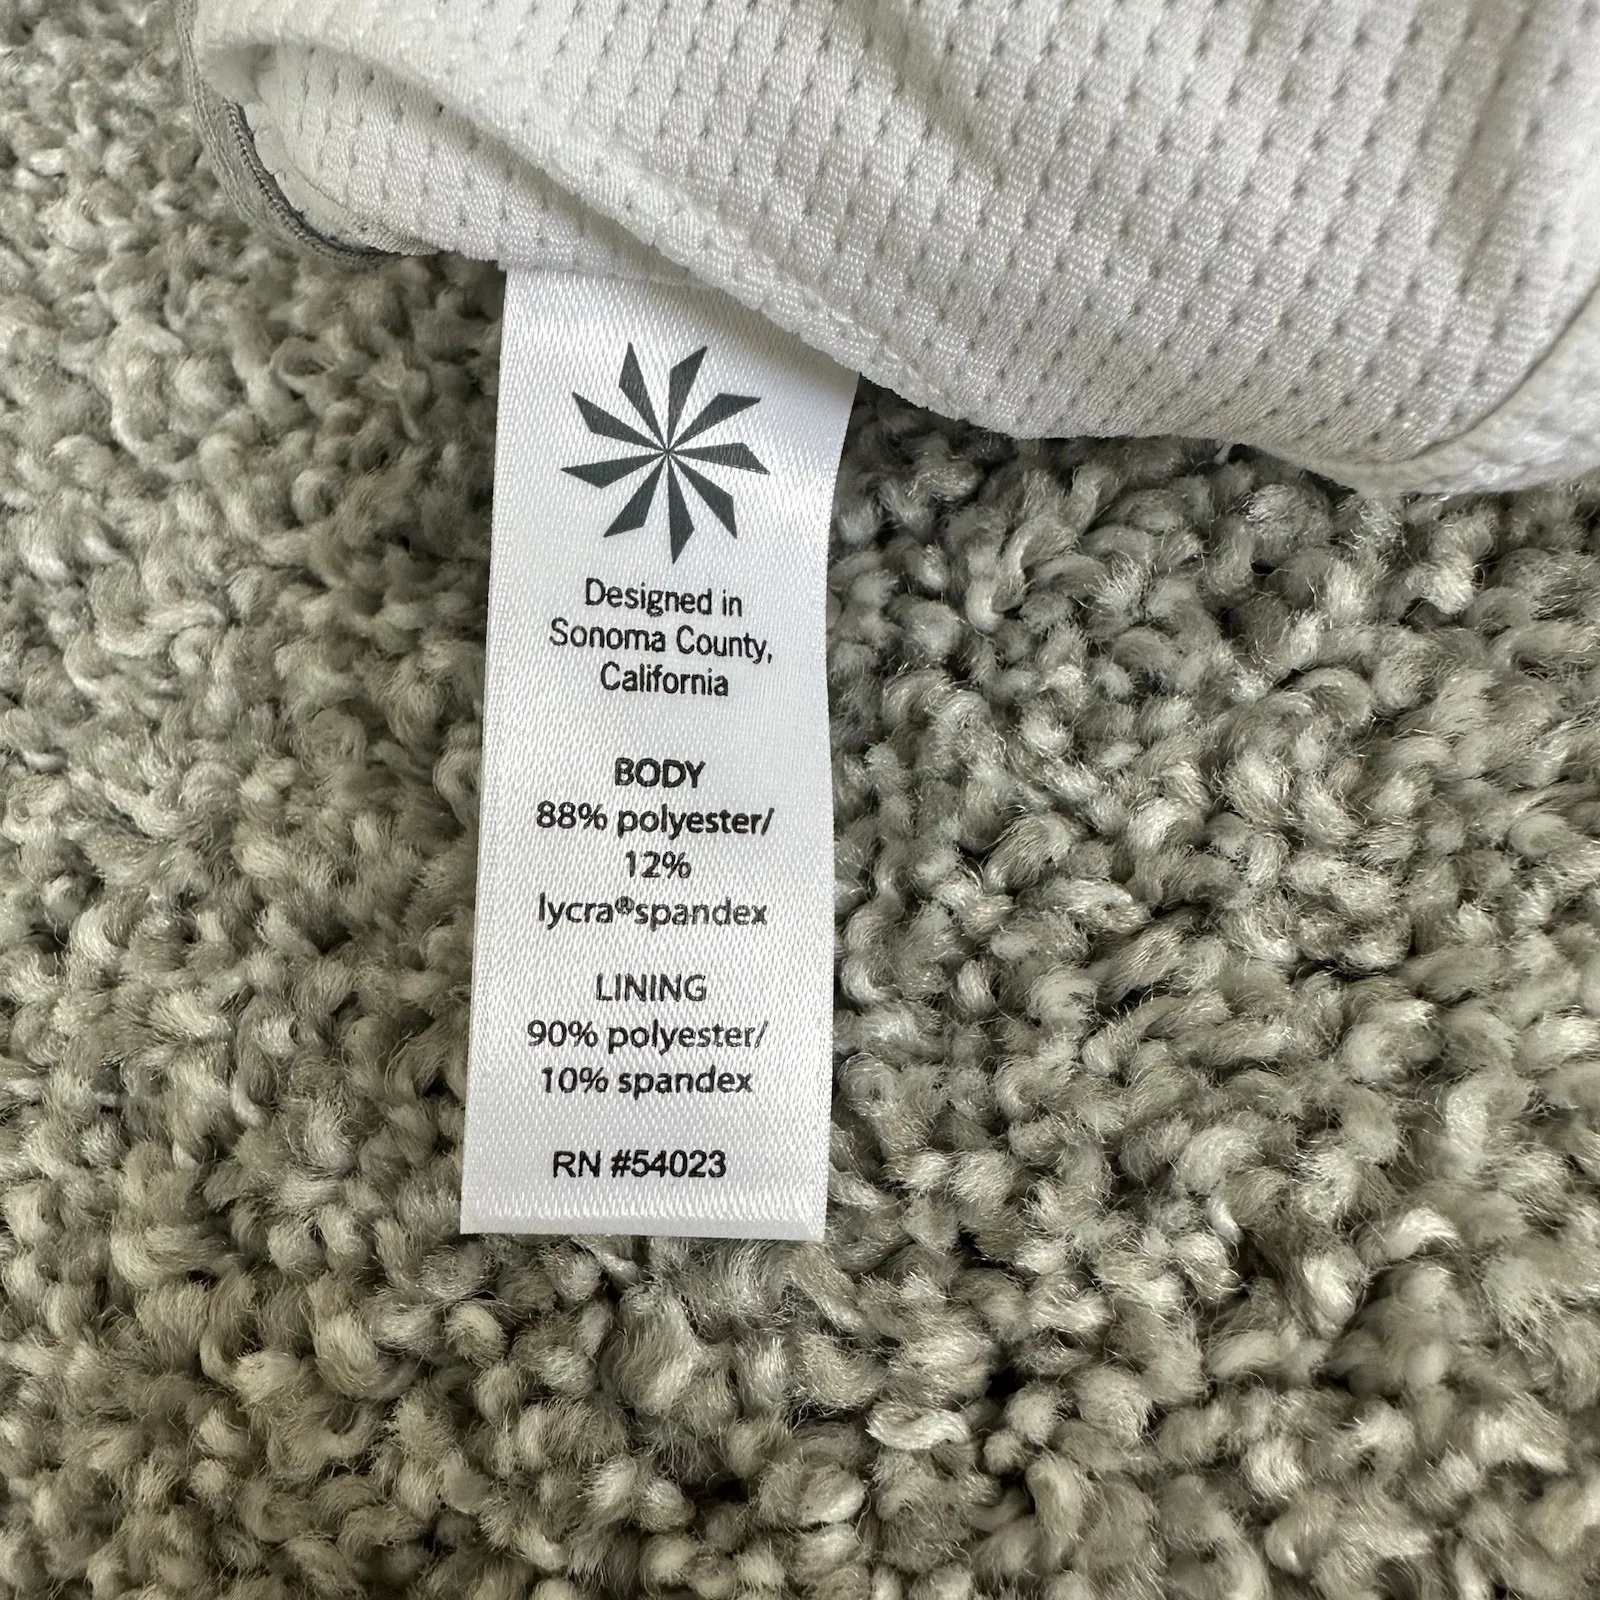 Designed in
Sonoma County,
California
BODY
88% polyester/
12%
lycra®spandex
LINING
90% polyester/
10% spandex
RN #54023